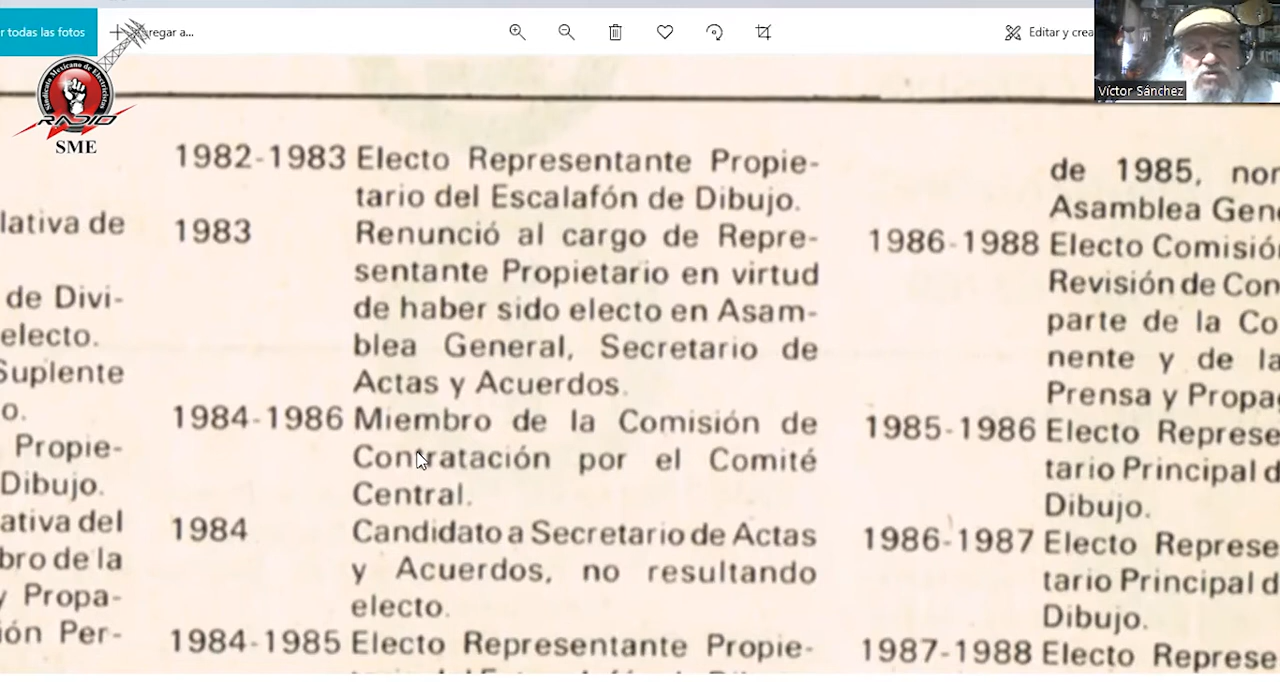 r todas las fotos
Editar y crea
Víctor Sánchez
Sindicato Mexicano de Electricistas
RADIO
SME
lativa de
de Divi-
electo.
Suplente
o.
Propie-
Dibujo.
ativa del
bro de la
y Propa-
ión Per-
1982-1983 Electo Representante Propie-
tario del Escalafón de Dibujo.
1983 Renunció al cargo de Repre-
sentante Propietario en virtud
de haber sido electo en Asam-
blea General, Secretario de
Actas y Acuerdos.
1984-1986 Miembro de la Comisión de
Contratación por el Comité
Central.
1984 Candidato a Secretario de Actas
y Acuerdos, no resultando
electo.
1984-1985 Electo Representante Propie-
de 1985, nor
Asamblea Gene
1986-1988 Electo Comisión
Revisión de Con
parte de la Co
nente y de la
Prensa y Propag
1985-1986 Electo Represe
tario Principal d
Dibujo.
1986-1987 Electo Represe
tario Principal d
Dibujo.
1987-1988 Electo Represe